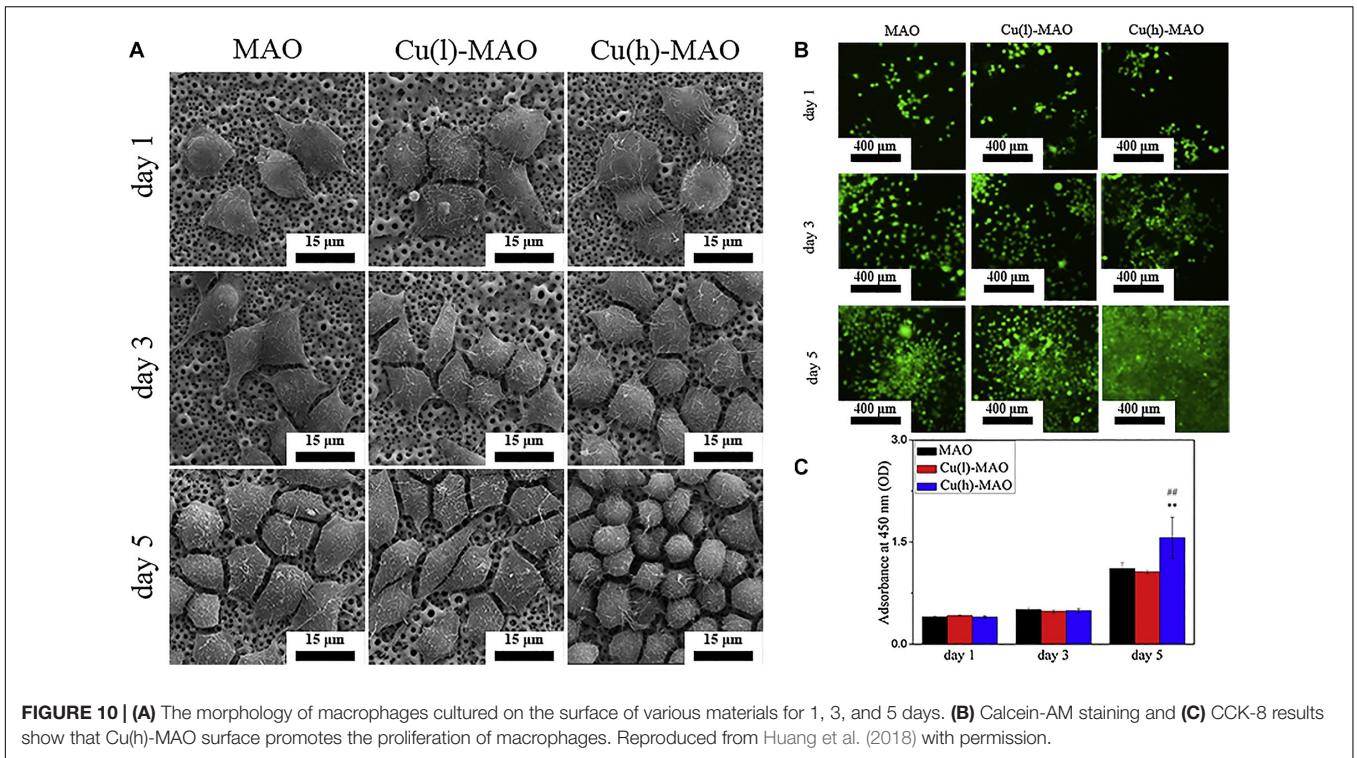 A
MAO
Cu(l)-MAO
Cu(h)-MAO
day 1
15 µm
15 µm
15 µm
day 3
15 µm
15 µm
15 µm
day 5
15 µm
15 µm
15 µm
B
MAO
Cu(l)-MAO
Cu(h)-MAO
day 1
400 µm
400 µm
400 µm
day 3
400 µm
400 µm
400 µm
day 5
400 µm
400 µm
400 µm
C
Adsorbance at 450 nm (OD)
3.0
1.5
0.0
MAO
Cu(l)-MAO
Cu(h)-MAO
##
**
day 1
day 3
day 5
FIGURE 10 | (A) The morphology of macrophages cultured on the surface of various materials for 1, 3, and 5 days. (B) Calcein-AM staining and (C) CCK-8 results
show that Cu(h)-MAO surface promotes the proliferation of macrophages. Reproduced from Huang et al. (2018) with permission.